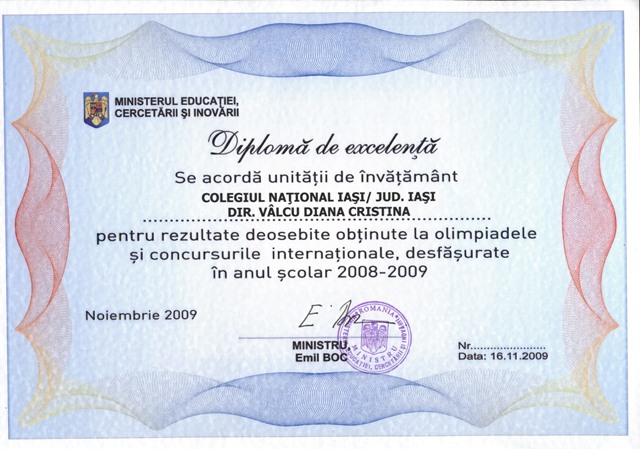 MINISTERUL EDUCAŢIEI,
CERCETĂRII ŞI INOVĂRII
Diplomă de excelenţă
Se acordă unităţii de învăţământ
COLEGIUL NAŢIONAL IAŞI/ JUD. IAŞI
DIR. VÂLCU DIANA CRISTINA
pentru rezultate deosebite obţinute la olimpiadele
şi concursurile internaţionale, desfăşurate
în anul şcolar 2008-2009
Noiembrie 2009
MINISTRU,
Emil BOC
ROMANIA
MINISTRU
Nr......................
Data: 16.11.2009